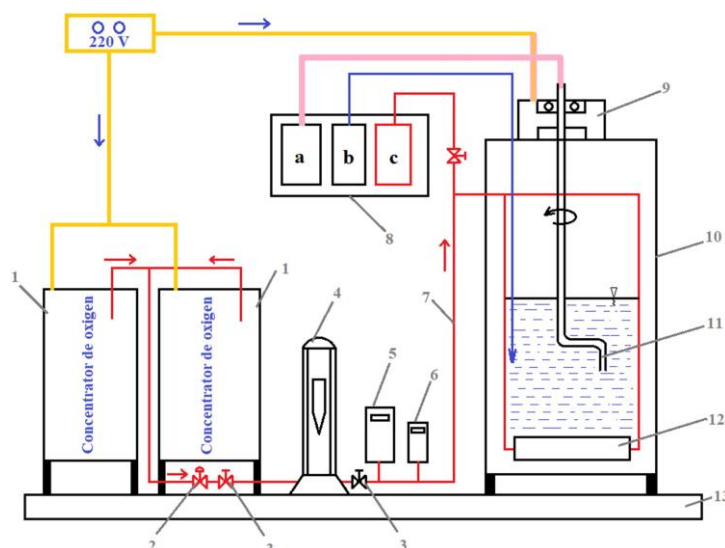 220 V
9
a
b
c
8
10
1
Concentrator de oxigen
Concentrator de oxigen
1
4
5
6
7
11
12
13
2
3
3